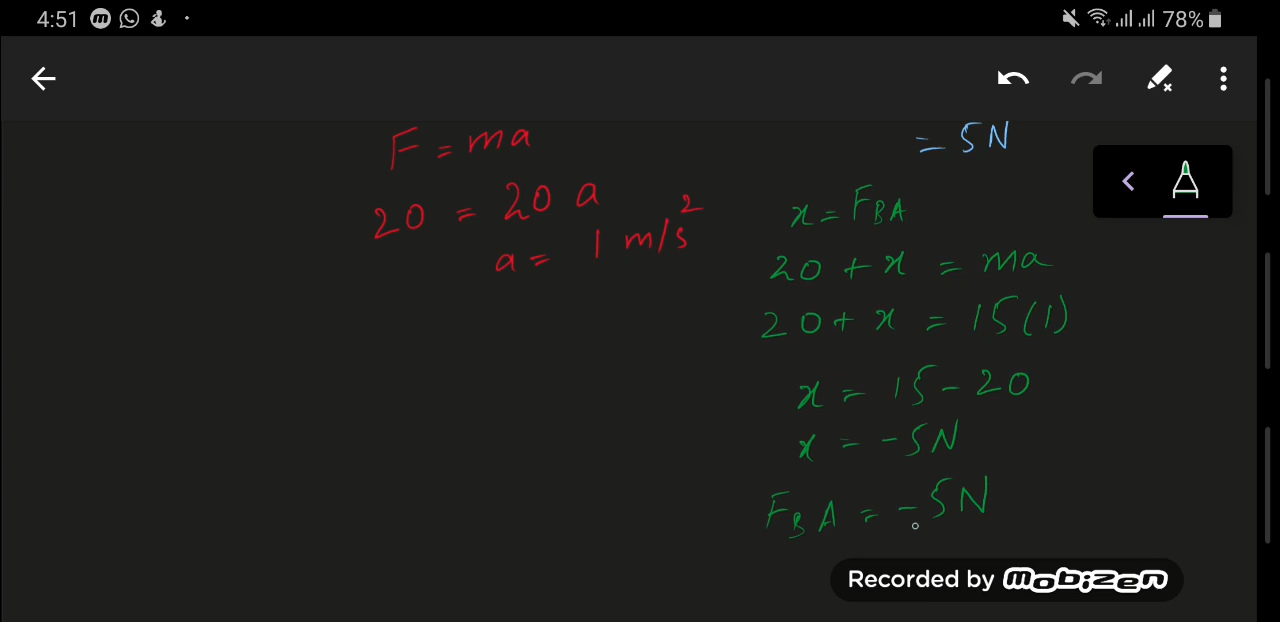 4:51 78%
F = ma
20 = 20 a
a = 1 m/s²
= 5N
x = FBA
20 + x = ma
20 + x = 15(1)
x = 15 - 20
x = -5N
FBA = -5N
Recorded by mobizen